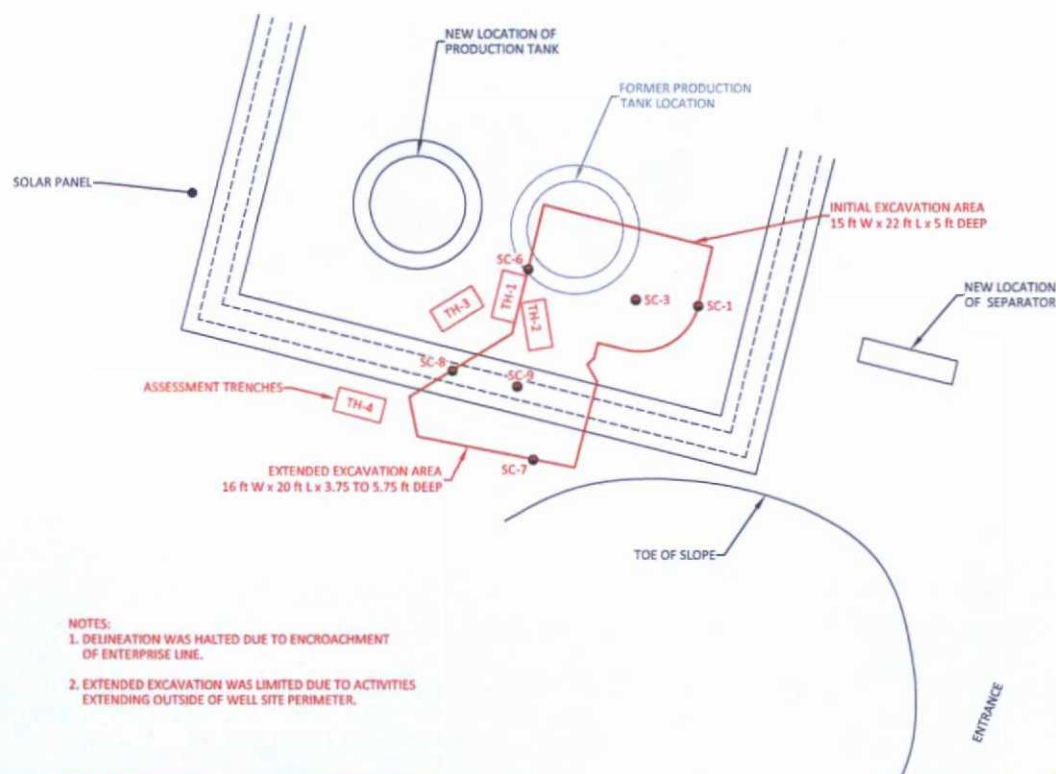 NEW LOCATION OF
PRODUCTION TANK
FORMER PRODUCTION
TANK LOCATION
SOLAR PANEL
INITIAL EXCAVATION AREA
15 ft W x 22 ft L x 5 ft DEEP
SC-6
TH-1
TH-3
TH-2
SC-3
SC-1
NEW LOCATION
OF SEPARATOR
SC-8
SC-9
ASSESSMENT TRENCHES
TH-4
EXTENDED EXCAVATION AREA
16 ft W x 20 ft L x 3.75 TO 5.75 ft DEEP
SC-7
TOE OF SLOPE
NOTES:
1. DELINEATION WAS HALTED DUE TO ENCROACHMENT
OF ENTERPRISE LINE.
2. EXTENDED EXCAVATION WAS LIMITED DUE TO ACTIVITIES
EXTENDING OUTSIDE OF WELL SITE PERIMETER.
ENTRANCE